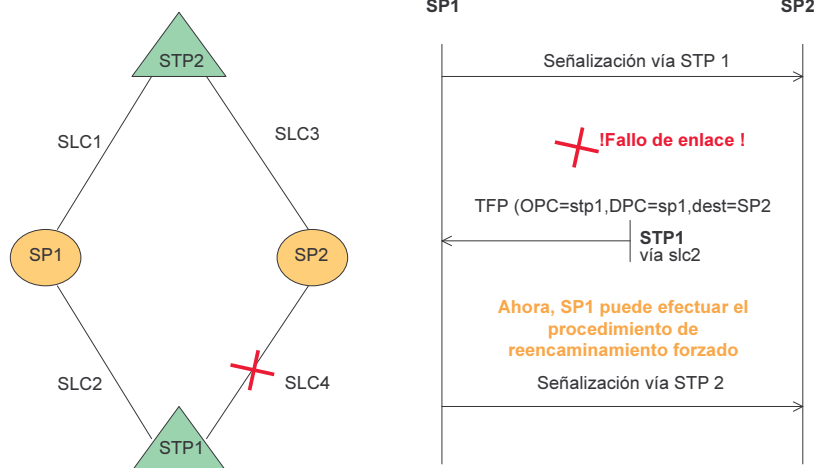 STP2
SLC1
SLC3
SP1
SP2
SLC2
SLC4
STP1
SP1
SP2
Señalización vía STP 1
!Fallo de enlace !
TFP (OPC=stp1,DPC=sp1,dest=SP2
STP1
vía slc2
Ahora, SP1 puede efectuar el
procedimiento de
reencaminamiento forzado
Señalización vía STP 2